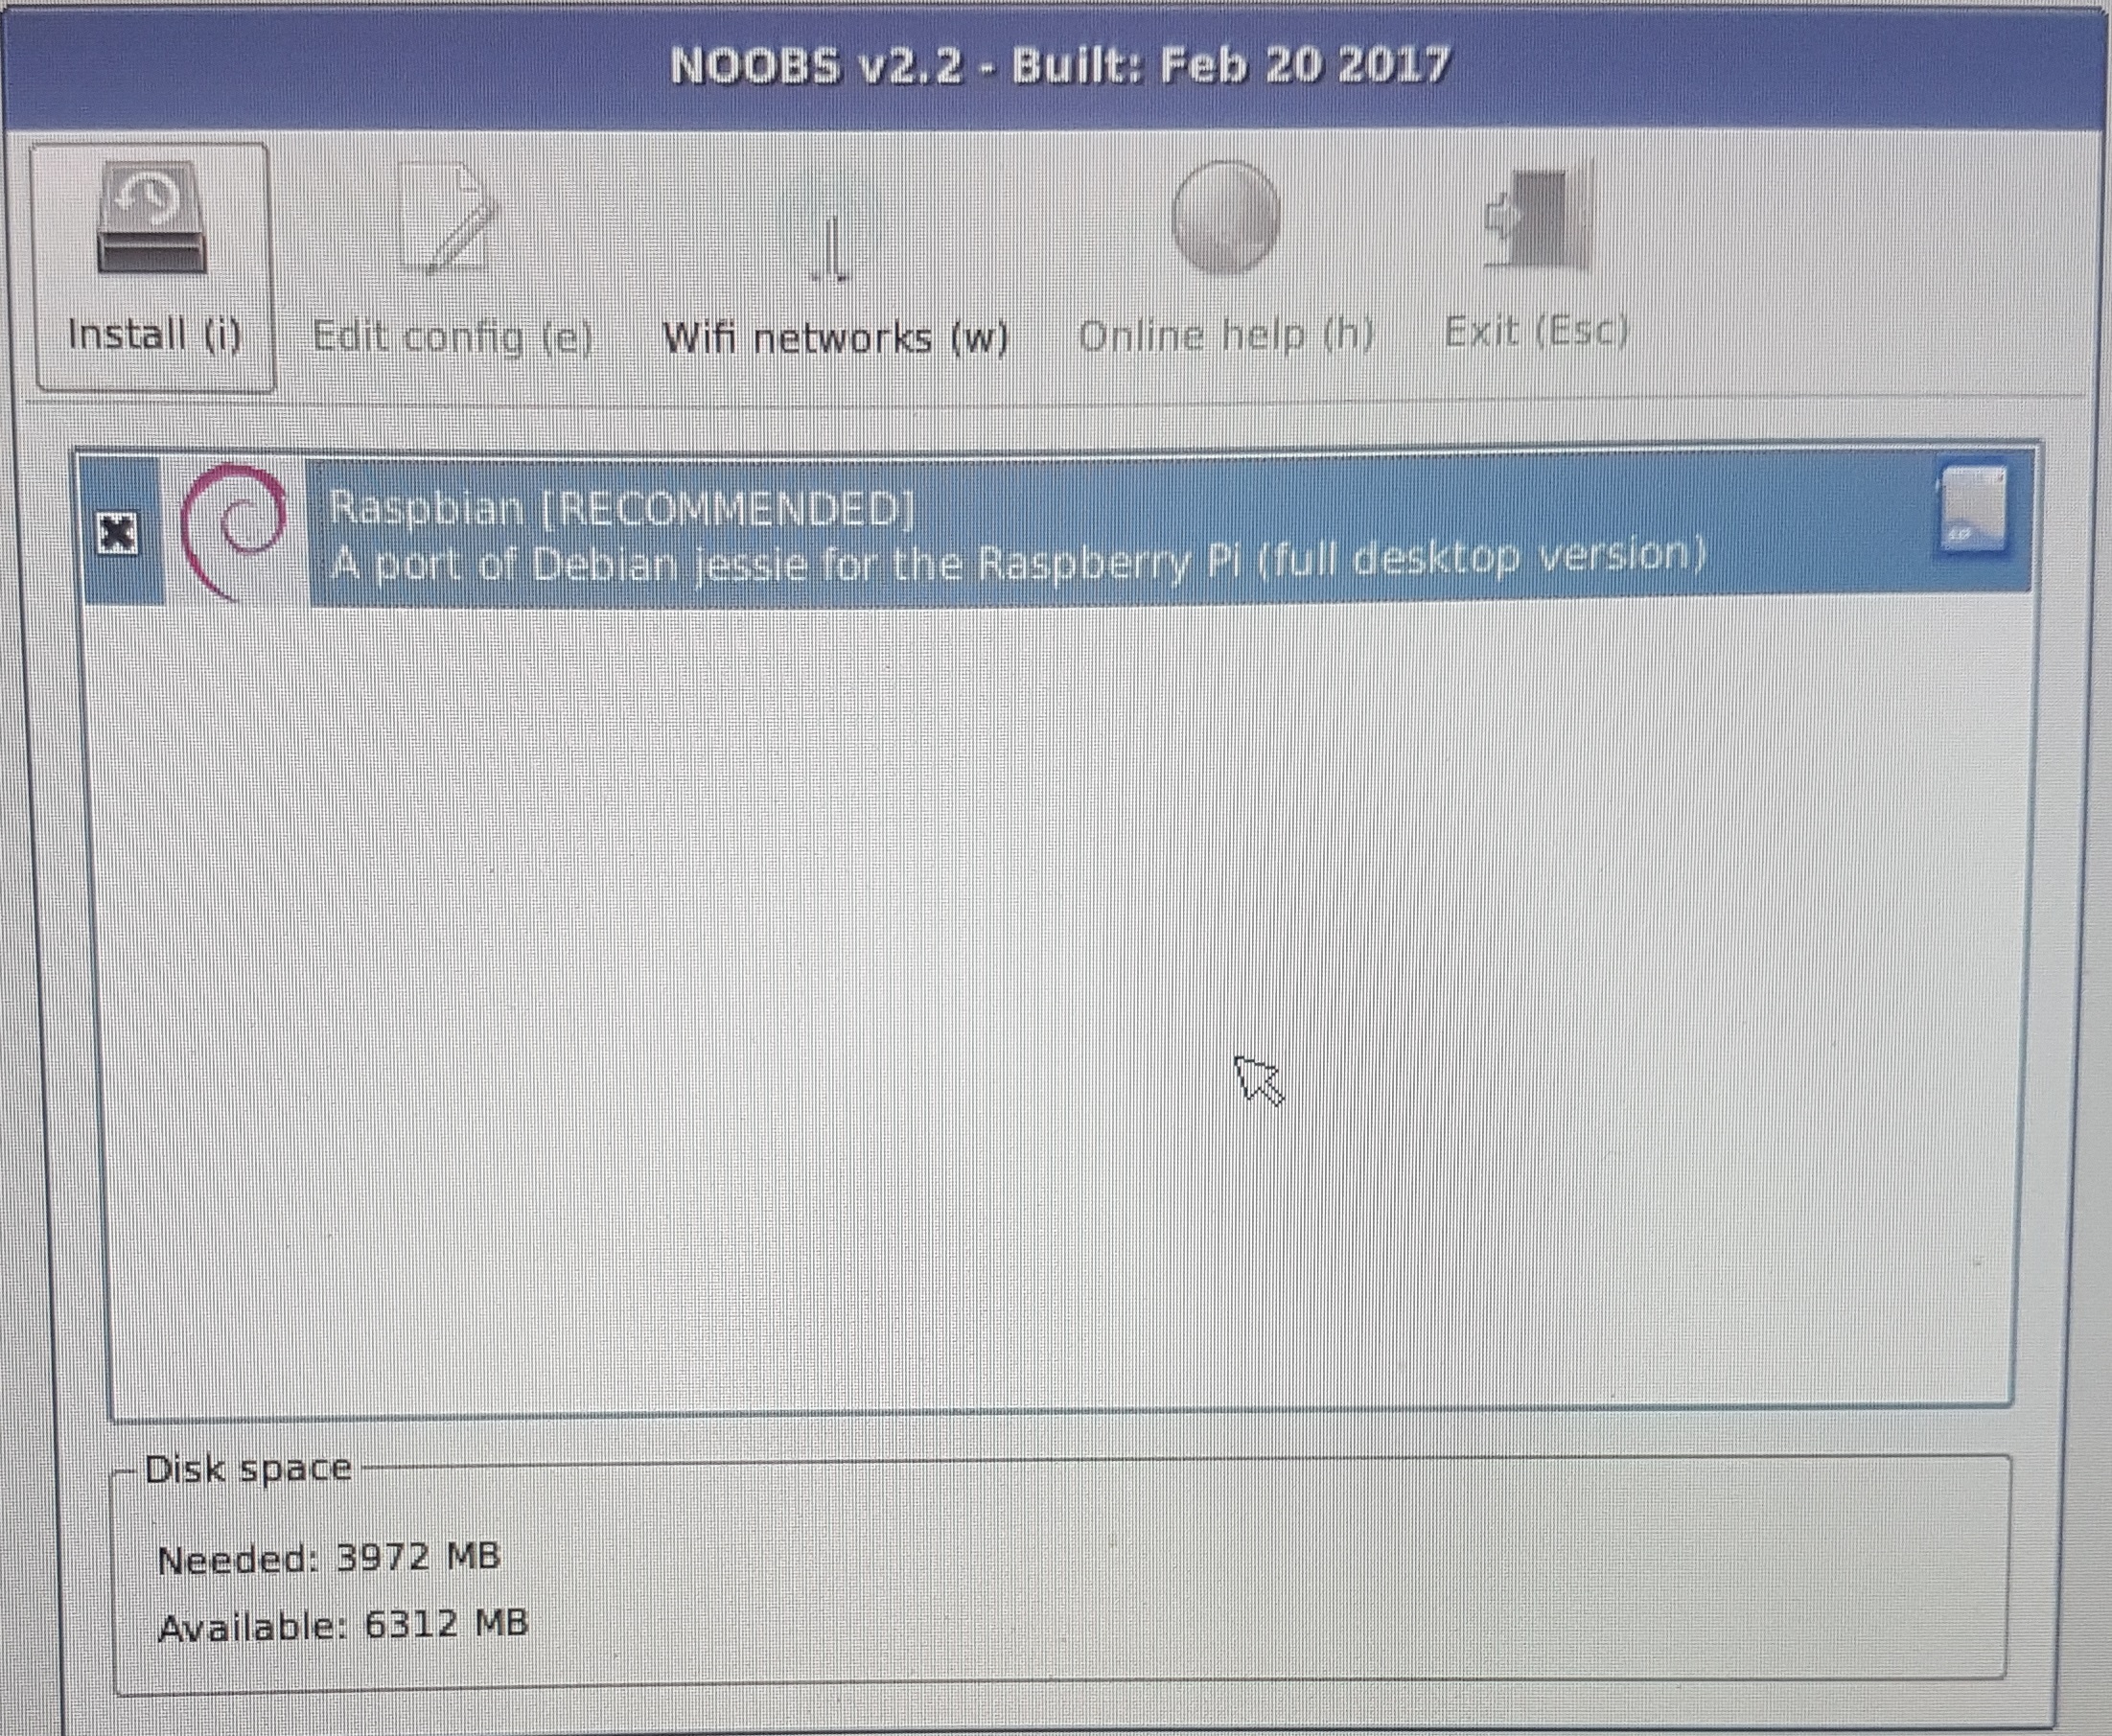 NOOBS v2.2 - Built: Feb 20 2017
Install (i) Edit config (e) Wifi networks (w) Online help (h) Exit (Esc)
Raspbian [RECOMMENDED]
A port of Debian jessie for the Raspberry Pi (full desktop version)
Disk space
Needed: 3972 MB
Available: 6312 MB